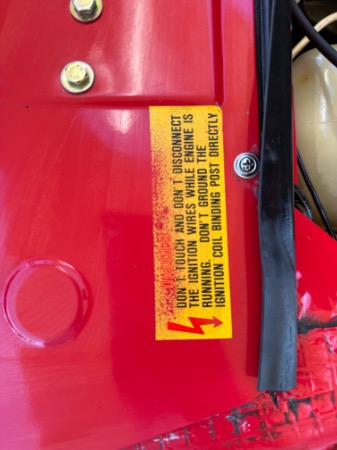 DON'T TOUCH AND DON'T DISCONNECT
THE IGNITION WIRES WHILE ENGINE IS
RUNNING. DON'T GROUND THE
IGNITION COIL BINDING POST DIRECTLY